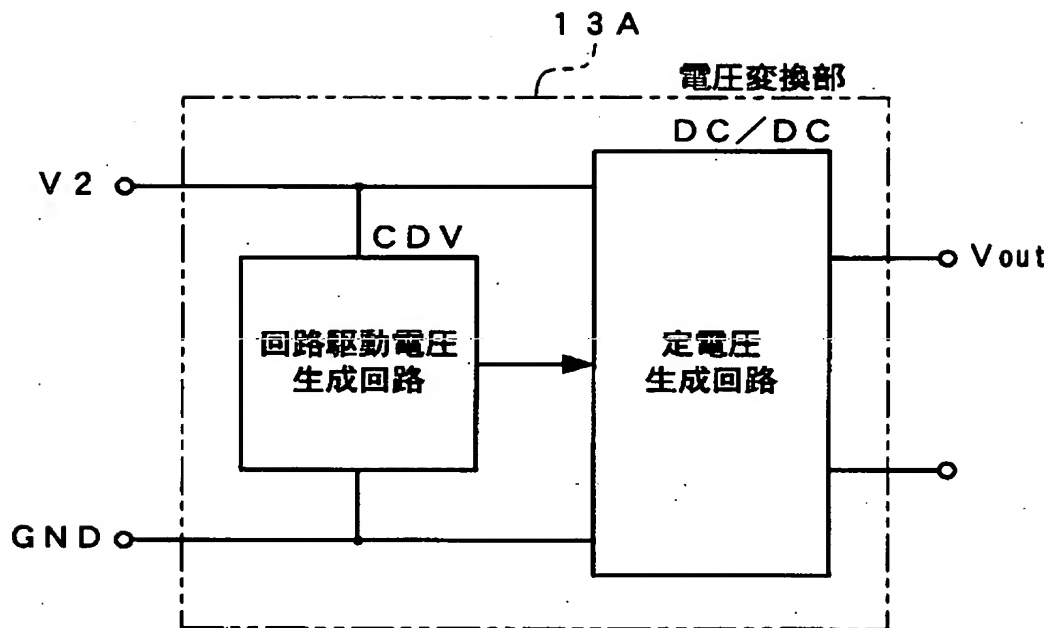 13A
電圧変換部
DC/DC
V2
CDV
Vout
回路駆動電圧
生成回路
定電圧
生成回路
GND